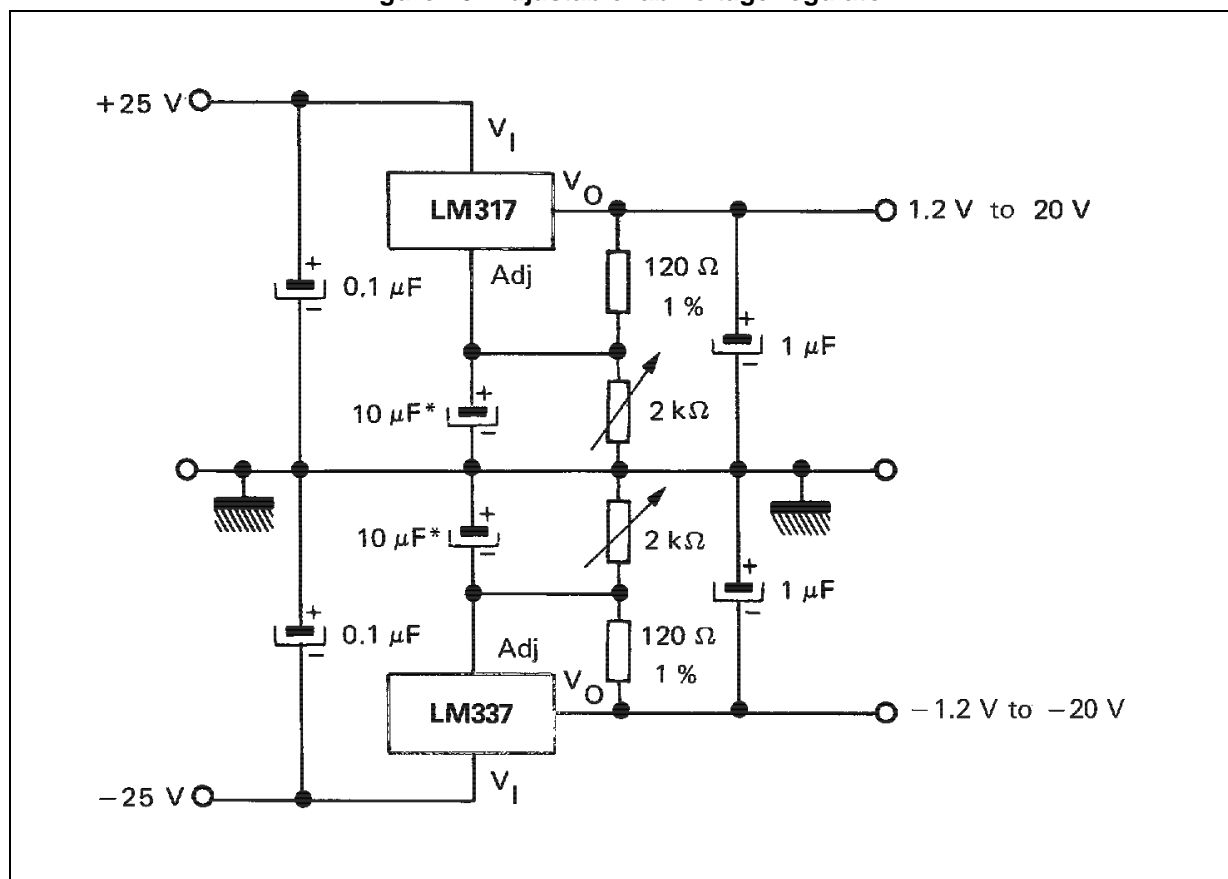 +25 V
V_I
V_O
LM317
1.2 V to 20 V
Adj
120 Ω
1 %
0.1 µF
+
−
+
−
1 µF
10 µF*
+
−
2 kΩ
10 µF*
+
−
2 kΩ
+
−
1 µF
0.1 µF
+
−
120 Ω
1 %
Adj
V_O
LM337
−1.2 V to −20 V
V_I
−25 V